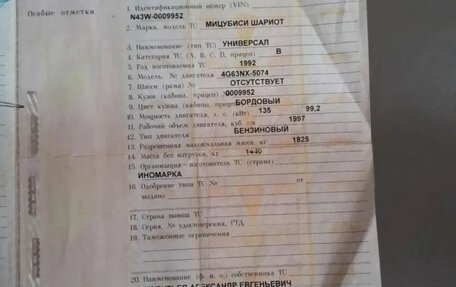 Особые отметки
1. Идентификационный номер (VIN)
N43W-0009952
2. Марка, модель ТС МИЦУБИСИ ШАРИОТ
3. Наименование (тип ТС) УНИВЕРСАЛ
4. Категория ТС (А, В, С, D, прицеп) В
5. Год изготовления ТС 1992
6. Модель, № двигателя 4G63NX-5074
7. Шасси (рама) № ОТСУТСТВУЕТ
8. Кузов (кабина, прицеп) № 0009952
9. Цвет кузова (кабины, прицепа) БОРДОВЫЙ
10. Мощность двигателя, л. с. (кВт) 135 99,2
11. Рабочий объем двигателя, куб. см 1997
12. Тип двигателя БЕНЗИНОВЫЙ
13. Разрешенная максимальная масса, кг 1825
14. Масса без нагрузки, кг
15. Организация—изготовитель ТС (страна)
ИНОМАРКА
16. Одобрение типа ТС № от
выдано
17. Страна вывоза ТС
18. Серия, № удостоверения, ГТД
19. Таможенные ограничения
20. Наименование (ф. и. о.) собственника ТС
АЛЕКСАНДР ЕВГЕНЬЕВИЧ